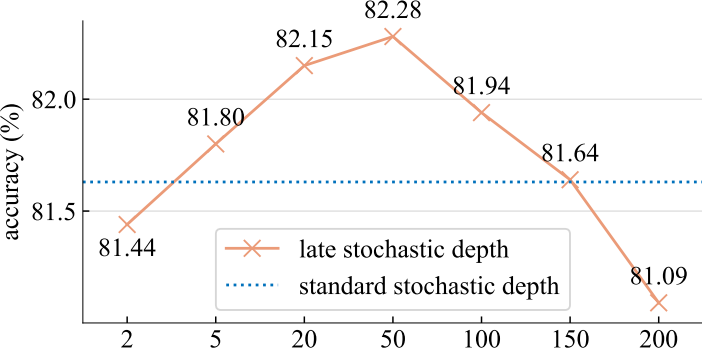 82.28
82.15
81.94
82.0
81.80
81.64
accuracy (%)
81.5
81.44
late stochastic depth
81.09
standard stochastic depth
2 5 20 50 100 150 200